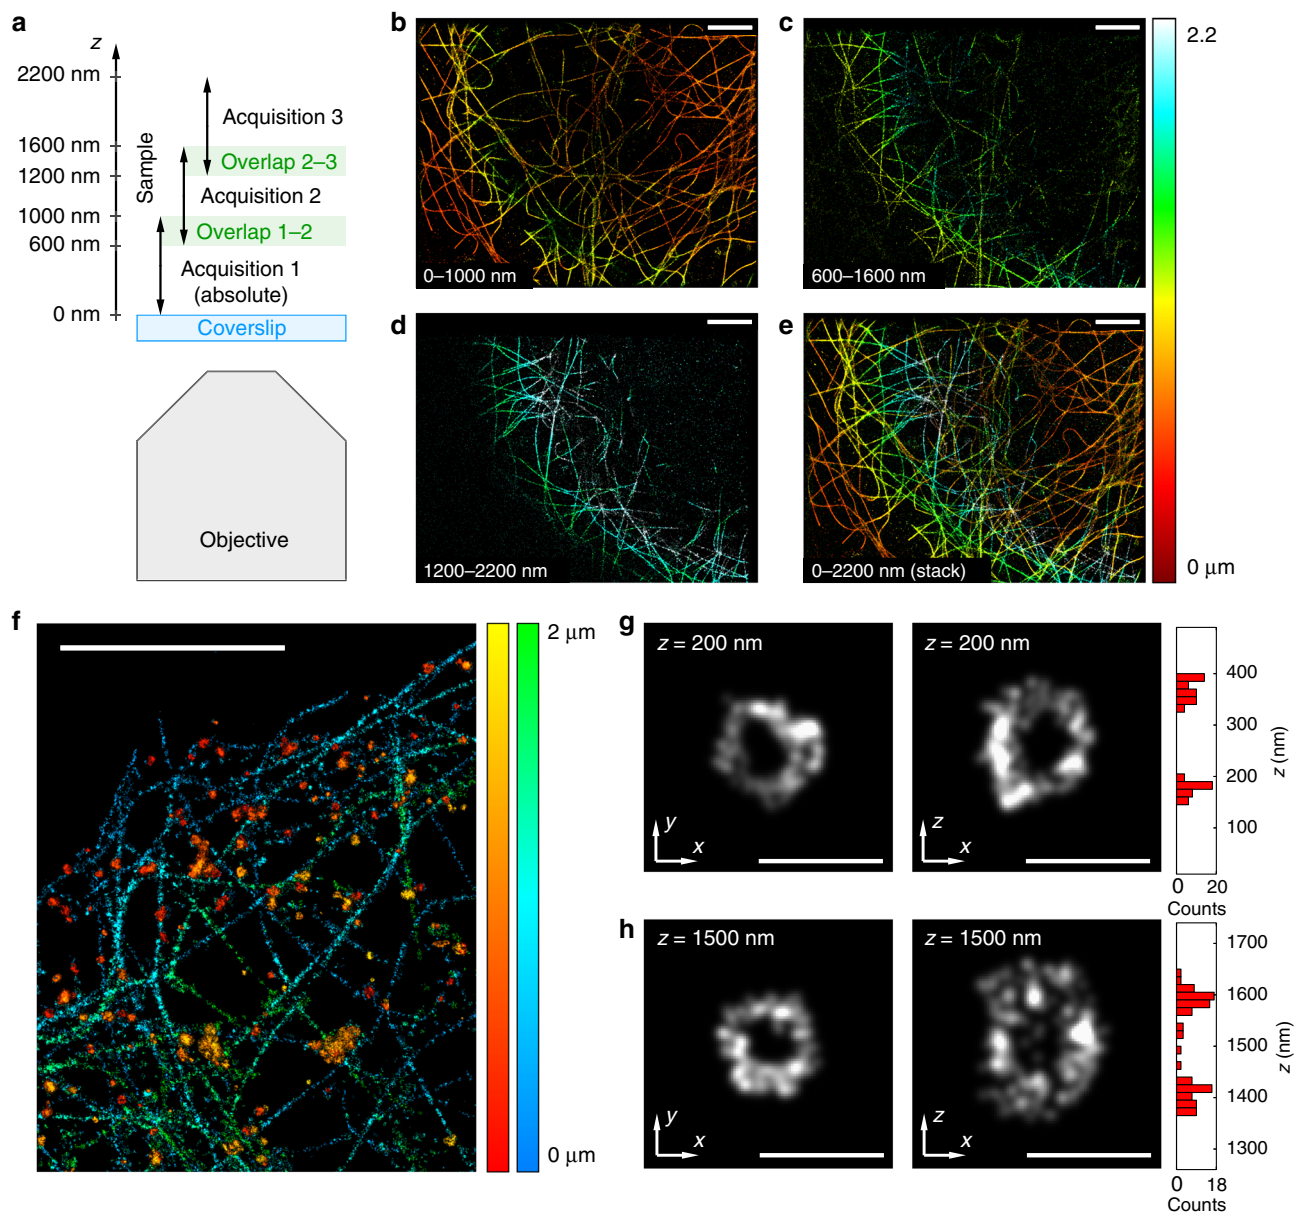 a
z
2200 nm
1600 nm
1200 nm
1000 nm
600 nm
0 nm
Sample
Acquisition 3
Overlap 2–3
Acquisition 2
Overlap 1–2
Acquisition 1
(absolute)
Coverslip
Objective
b
0–1000 nm
c
600–1600 nm
2.2
0 μm
d
1200–2200 nm
e
0–2200 nm (stack)
f
2 μm
0 μm
g
z = 200 nm
y
x
z = 200 nm
z
x
400
300
200
100
z (nm)
0 20
Counts
h
z = 1500 nm
y
x
z = 1500 nm
z
x
1700
1600
1500
1400
1300
z (nm)
0 18
Counts